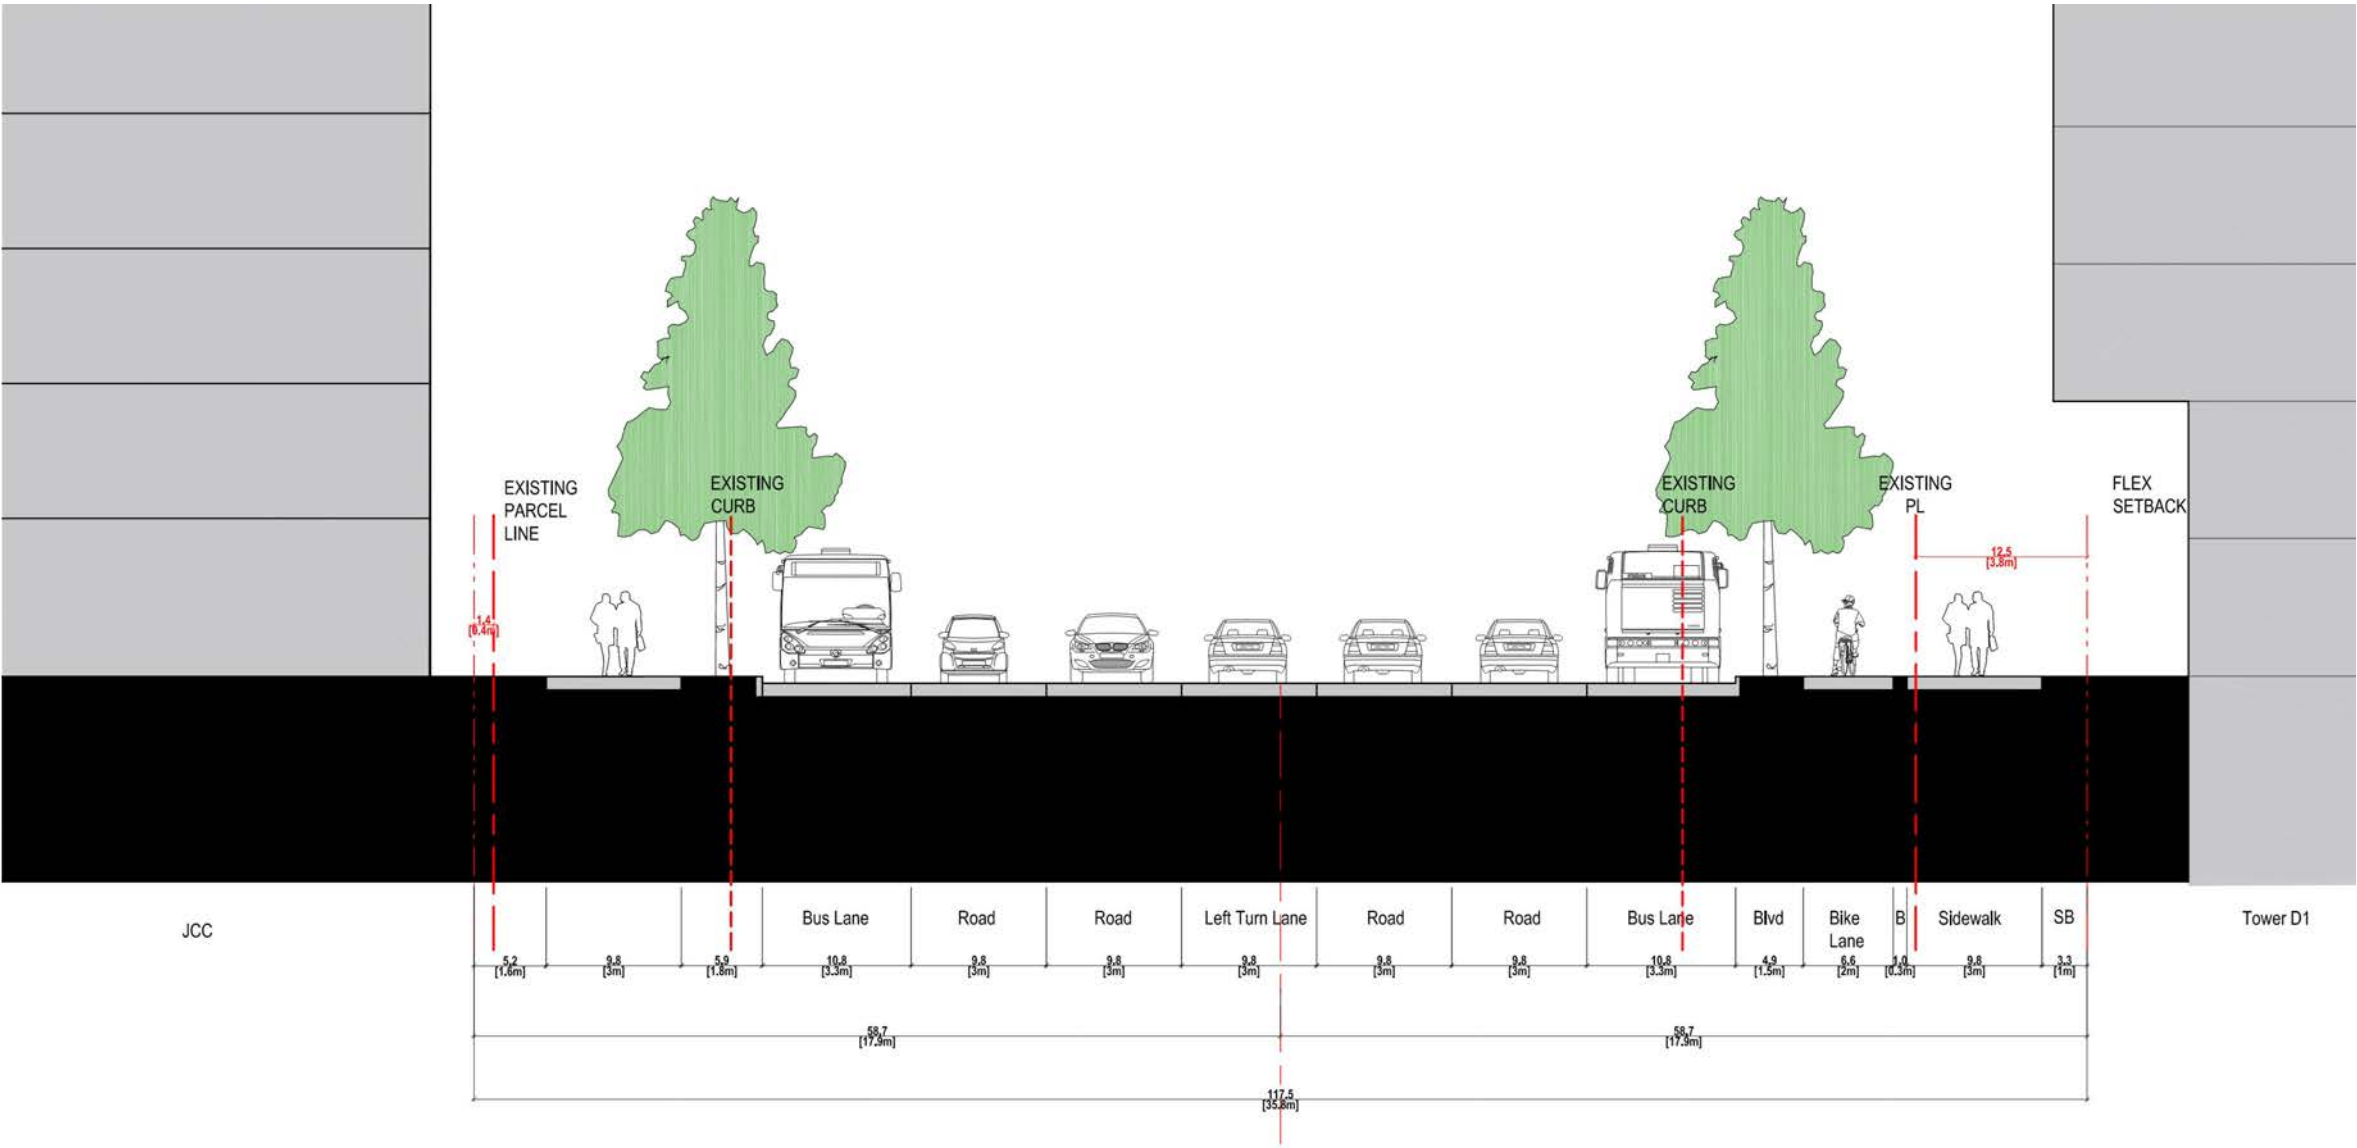 EXISTING
PARCEL
LINE
EXISTING
CURB
EXISTING
CURB
EXISTING
PL
FLEX
SETBACK
12.5
[3.8m]
1.4
[0.4m]
JCC
Bus Lane
Road
Road
Left Turn Lane
Road
Road
Bus Lane
Blvd
Bike
Lane
B
Sidewalk
SB
Tower D1
5.2
[1.6m]
9.8
[3m]
5.9
[1.8m]
10.8
[3.3m]
9.8
[3m]
9.8
[3m]
9.8
[3m]
9.8
[3m]
9.8
[3m]
10.8
[3.3m]
4.9
[1.5m]
6.6
[2m]
1.0
[0.3m]
9.8
[3m]
3.3
[1m]
58.7
[17.9m]
58.7
[17.9m]
117.5
[35.8m]